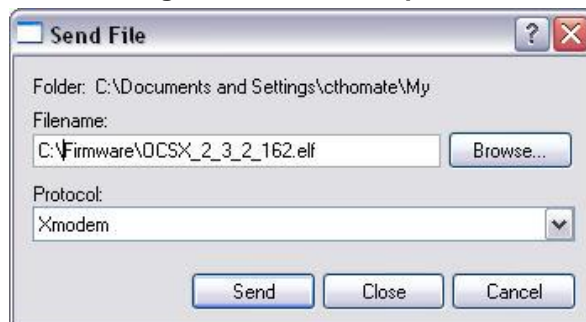 Send File
Folder: C:\Documents and Settings\cthomate\My
Filename:
C:\Firmware\OCSX_2_3_2_162.elf
Browse...
Protocol:
Xmodem
Send Close Cancel